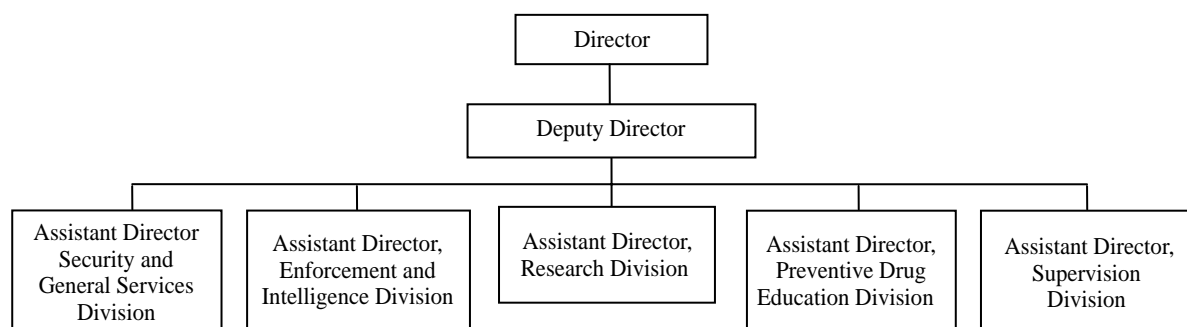 Director
Deputy Director
Assistant Director
Security and
General Services
Division
Assistant Director,
Enforcement and
Intelligence Division
Assistant Director,
Research Division
Assistant Director,
Preventive Drug
Education Division
Assistant Director,
Supervision
Division